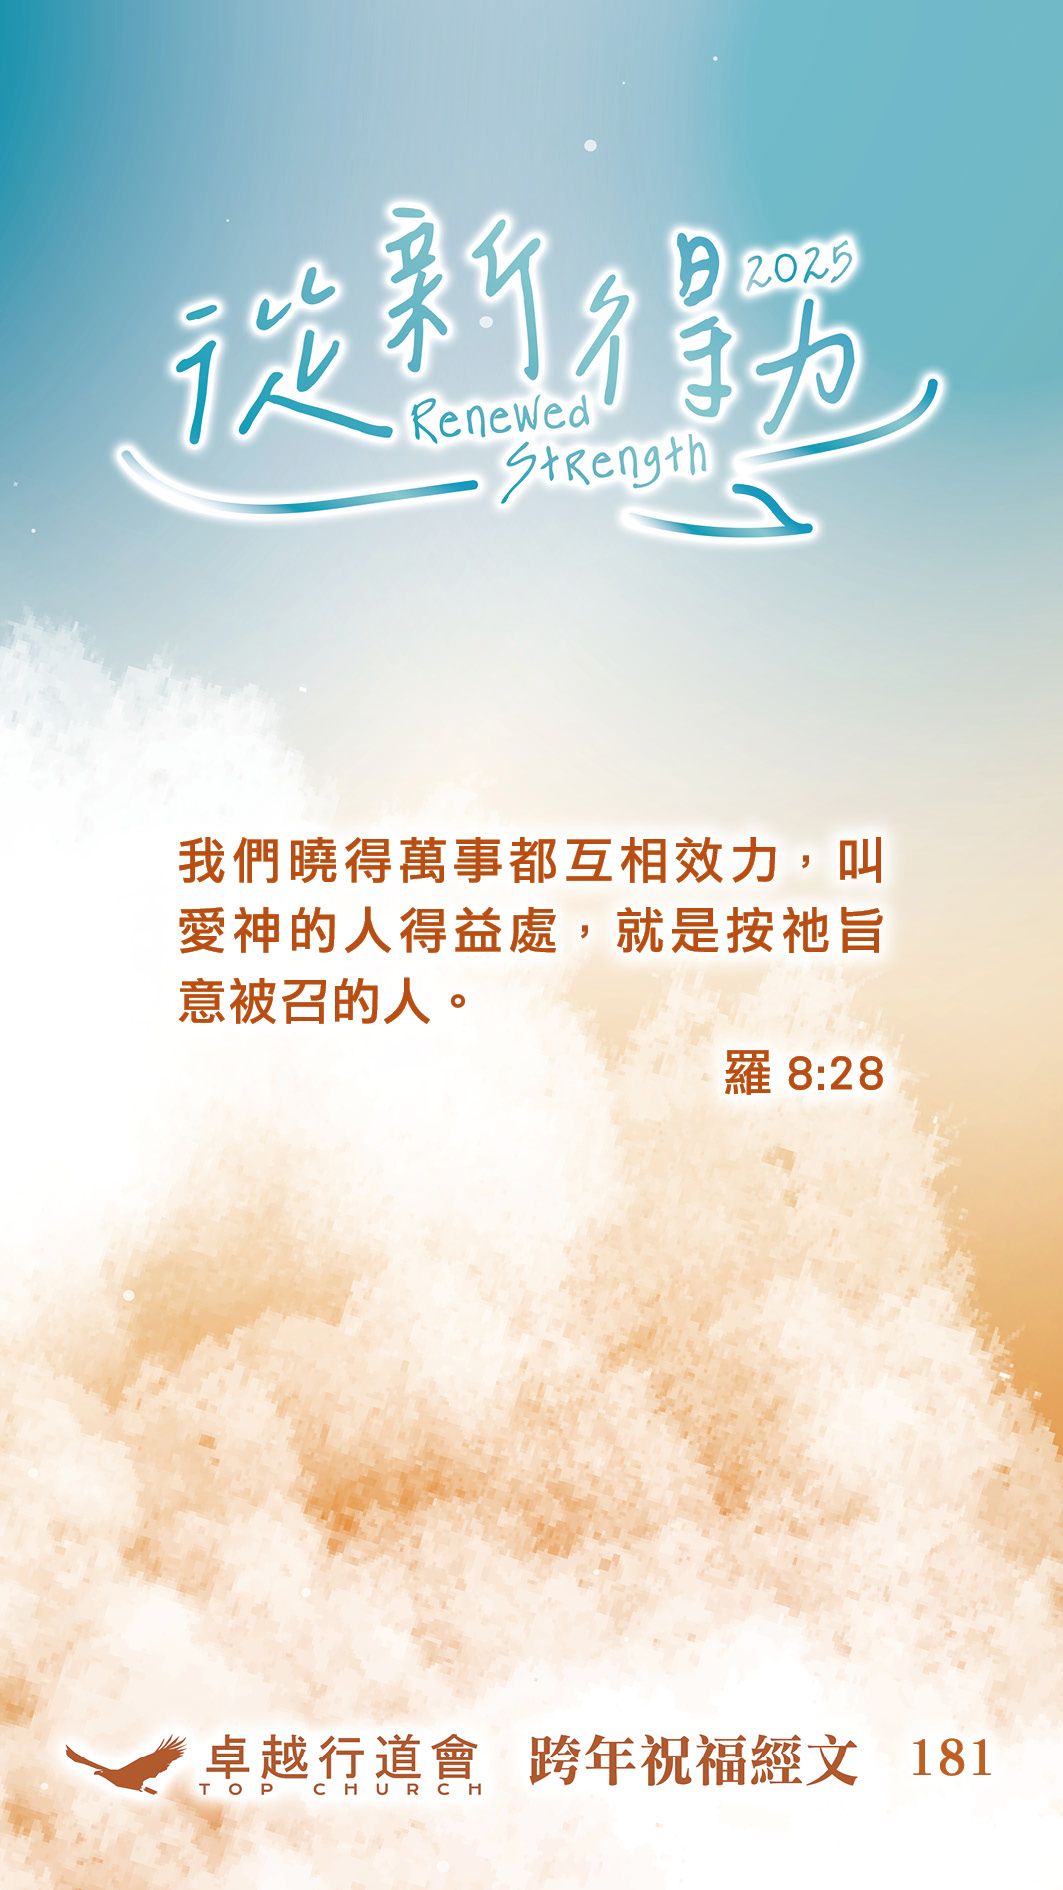 從新得力 2025
Renewed
Strength
我們曉得萬事都互相效力，叫
愛神的人得益處，就是按祂旨
意被召的人。
羅 8:28
卓越行道會 跨年祝福經文 181
TOP CHURCH